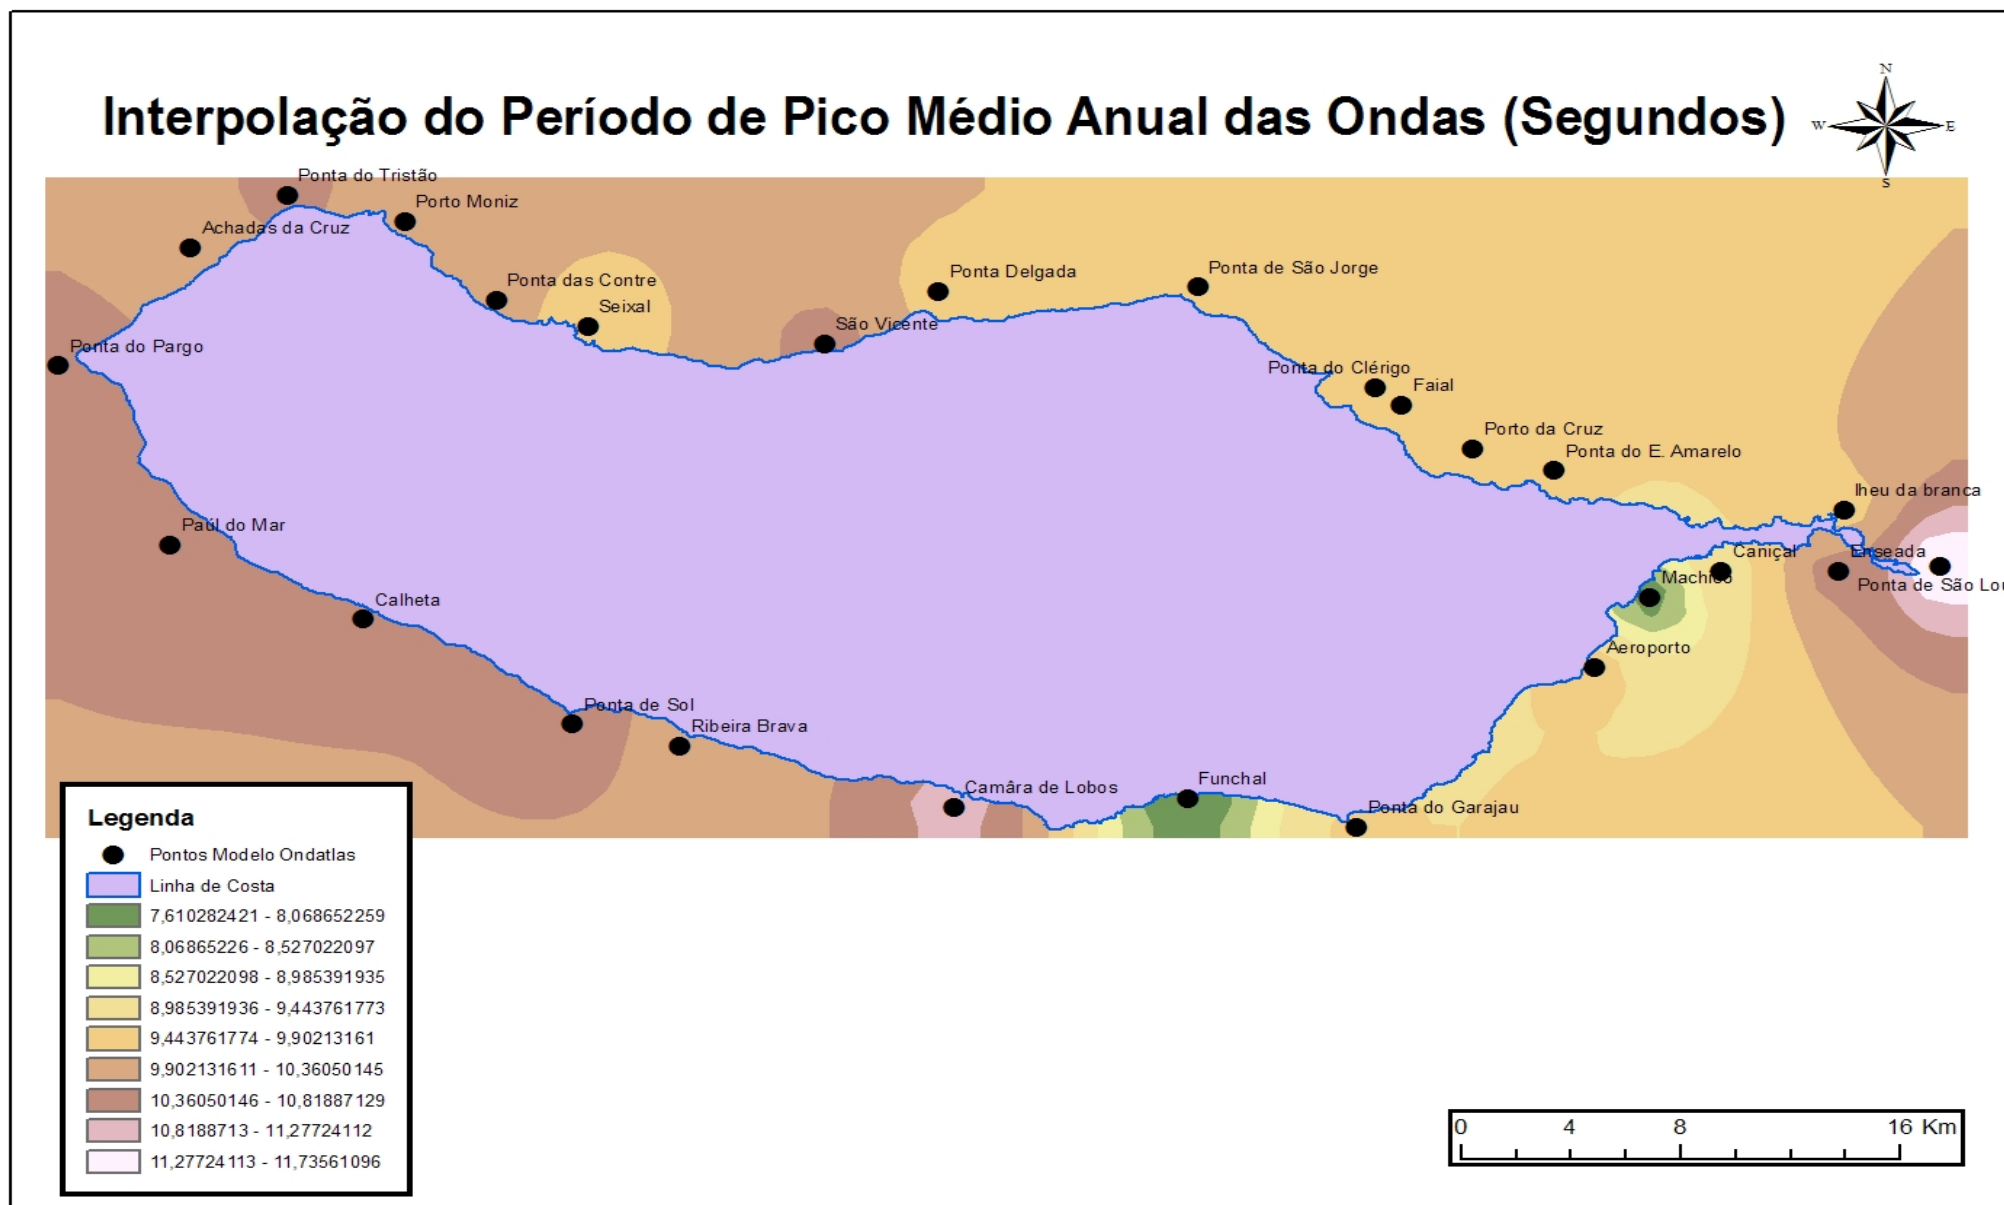 Interpolação do Período de Pico Médio Anual das Ondas (Segundos)
N
W
E
S
Ponta do Tristão
Porto Moniz
Achadas da Cruz
Ponta das Contre
Seixal
Ponta Delgada
Ponta de São Jorge
São Vicente
Ponta do Pargo
Ponta do Clérigo
Faial
Porto da Cruz
Ponta do E. Amarelo
Iheu da branca
Paúl do Mar
Caniçal
Enseada
Machico
Ponta de São Lou
Calheta
Aeroporto
Ponta de Sol
Ribeira Brava
Camâra de Lobos
Funchal
Ponta do Garajau
Legenda
Pontos Modelo Ondatlas
Linha de Costa
7,610282421 - 8,068652259
8,06865226 - 8,527022097
8,527022098 - 8,985391935
8,985391936 - 9,443761773
9,443761774 - 9,90213161
9,902131611 - 10,36050145
10,36050146 - 10,81887129
10,8188713 - 11,27724112
11,27724113 - 11,73561096
0 4 8 16 Km